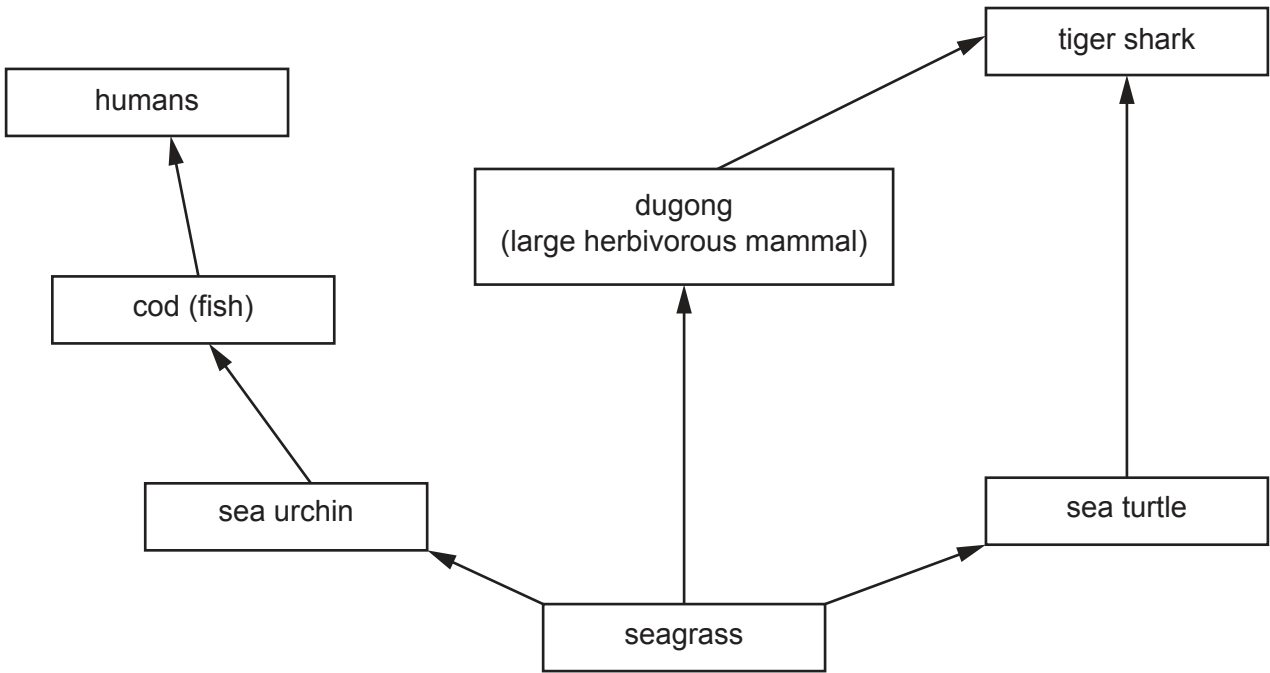 tiger shark
humans
dugong
(large herbivorous mammal)
cod (fish)
sea urchin
sea turtle
seagrass